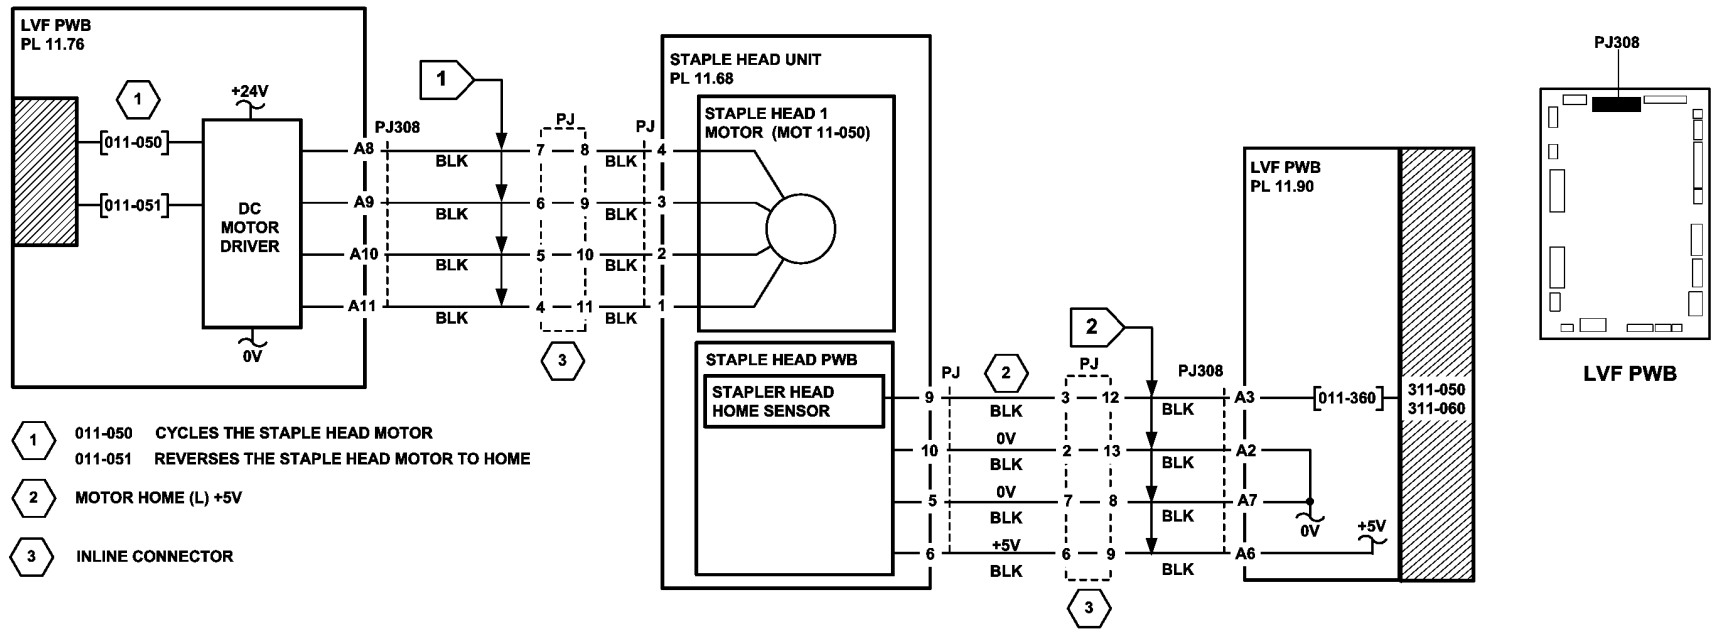 LVF PWB
PL 11.76
1
+24V
[011-050]
[011-051]
DC
MOTOR
DRIVER
0V
PJ308
A8
BLK
A9
BLK
A10
BLK
A11
BLK
1
PJ
7 8
6 9
5 10
4 11
3
BLK
BLK
BLK
BLK
PJ
4
3
2
1
STAPLE HEAD UNIT
PL 11.68
STAPLE HEAD 1
MOTOR (MOT 11-050)
STAPLE HEAD PWB
STAPLER HEAD
HOME SENSOR
9
10
5
6
PJ
2
BLK
0V
BLK
0V
BLK
+5V
BLK
PJ
3 12
2 13
7 8
6 9
3
2
BLK
BLK
BLK
BLK
PJ308
A3
A2
A7
A6
LVF PWB
PL 11.90
[011-360]
311-050
311-060
0V
+5V
PJ308
LVF PWB
1 011-050 CYCLES THE STAPLE HEAD MOTOR
011-051 REVERSES THE STAPLE HEAD MOTOR TO HOME
2 MOTOR HOME (L) +5V
3 INLINE CONNECTOR